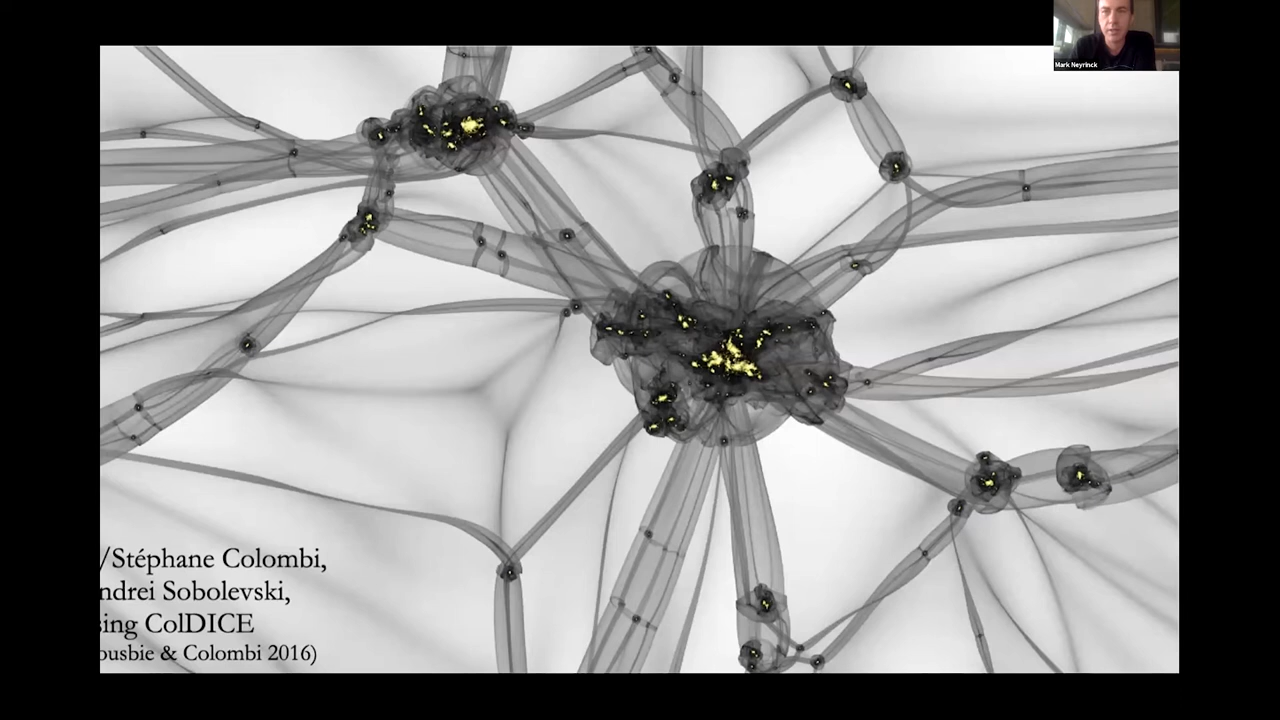 Mark Neyrinck
/Stéphane Colombi,
ndrei Sobolevski,
sing ColDICE
ousbie & Colombi 2016)